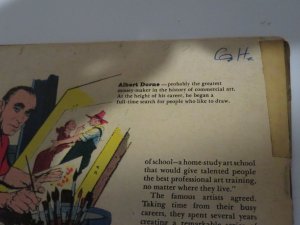 Albert Dorne — probably the greatest
money-maker in the history of commercial art.
At the height of his career, he began a
full-time search for people who like to draw.
of school—a home-study art school
that would give talented people
the best professional art training,
no matter where they live."
The famous artists agreed.
Taking time from their busy
careers, they spent several years
creating a remarkable